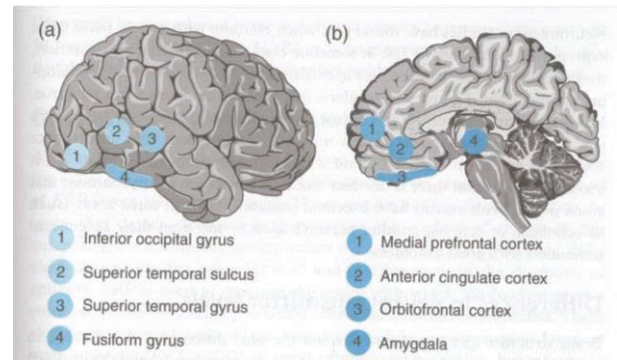 (a)
(b)
1
2
3
4
1
2
3
4
1 Inferior occipital gyrus
2 Superior temporal sulcus
3 Superior temporal gyrus
4 Fusiform gyrus
1 Medial prefrontal cortex
2 Anterior cingulate cortex
3 Orbitofrontal cortex
4 Amygdala